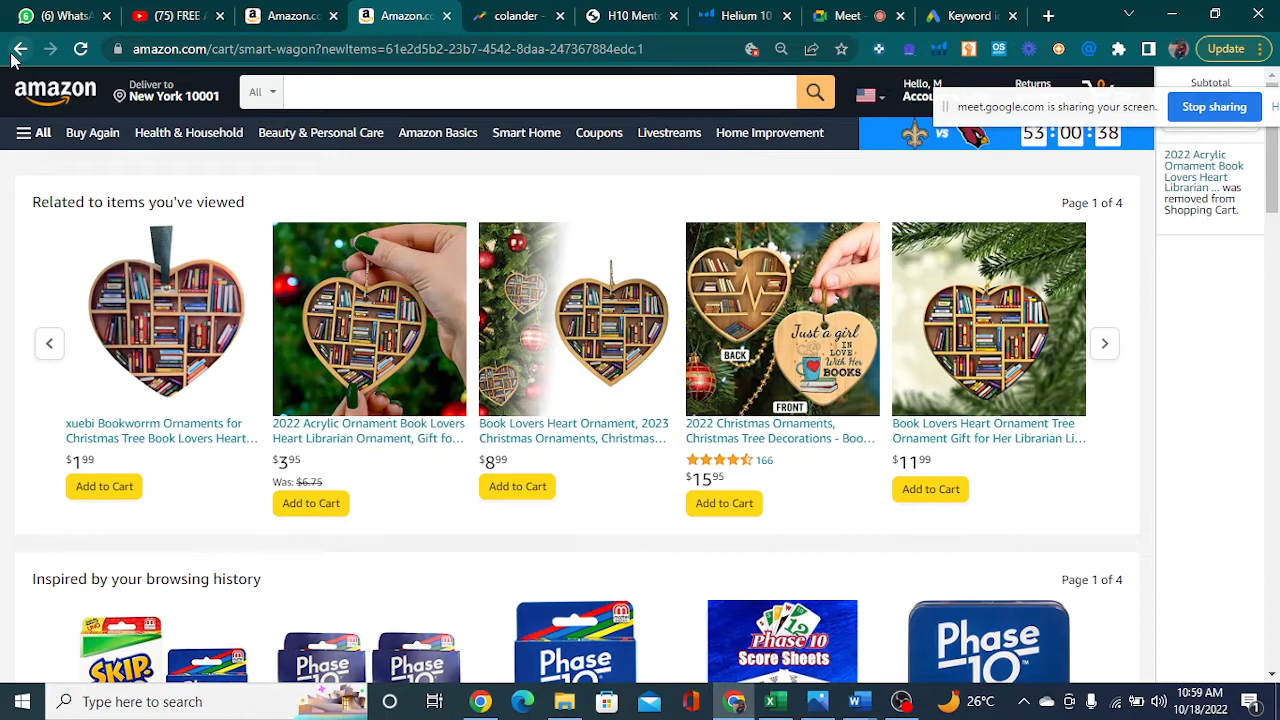 (6) WhatsA
(75) FREE A
Amazon.co
Amazon.co
colander -
H10 Ment
Helium 10
Meet -
Keyword i
amazon.com/cart/smart-wagon?newItems=61e2d5b2-23b7-4542-8daa-247367884edc,1
Update
amazon
Deliver to
New York 10001
All
Hello, M
Accou
Returns
0
meet.google.com is sharing your screen.
Stop sharing
H
Subtotal
All
Buy Again
Health & Household
Beauty & Personal Care
Amazon Basics
Smart Home
Coupons
Livestreams
Home Improvement
VS
53 : 00 : 38
2022 Acrylic
Ornament Book
Lovers Heart
Librarian ... was
removed from
Shopping Cart.
Related to items you've viewed
Page 1 of 4
BACK
Just a girl
IN
LOVE
With Her
BOOKS
FRONT
xuebi Bookworrm Ornaments for
Christmas Tree Book Lovers Heart…
$1.99
Add to Cart
2022 Acrylic Ornament Book Lovers
Heart Librarian Ornament, Gift fo…
$3.95
Was: $6.75
Add to Cart
Book Lovers Heart Ornament, 2023
Christmas Ornaments, Christmas…
$8.99
Add to Cart
2022 Christmas Ornaments,
Christmas Tree Decorations - Boo…
166
$15.95
Add to Cart
Book Lovers Heart Ornament Tree
Ornament Gift for Her Librarian Li…
$11.99
Add to Cart
Inspired by your browsing history
Page 1 of 4
SKIP
Phase
10
Phase
10
Phase
10
Phase 10
Score Sheets
Phase
10™
Type here to search
26°C
10:59 AM
10/18/2022